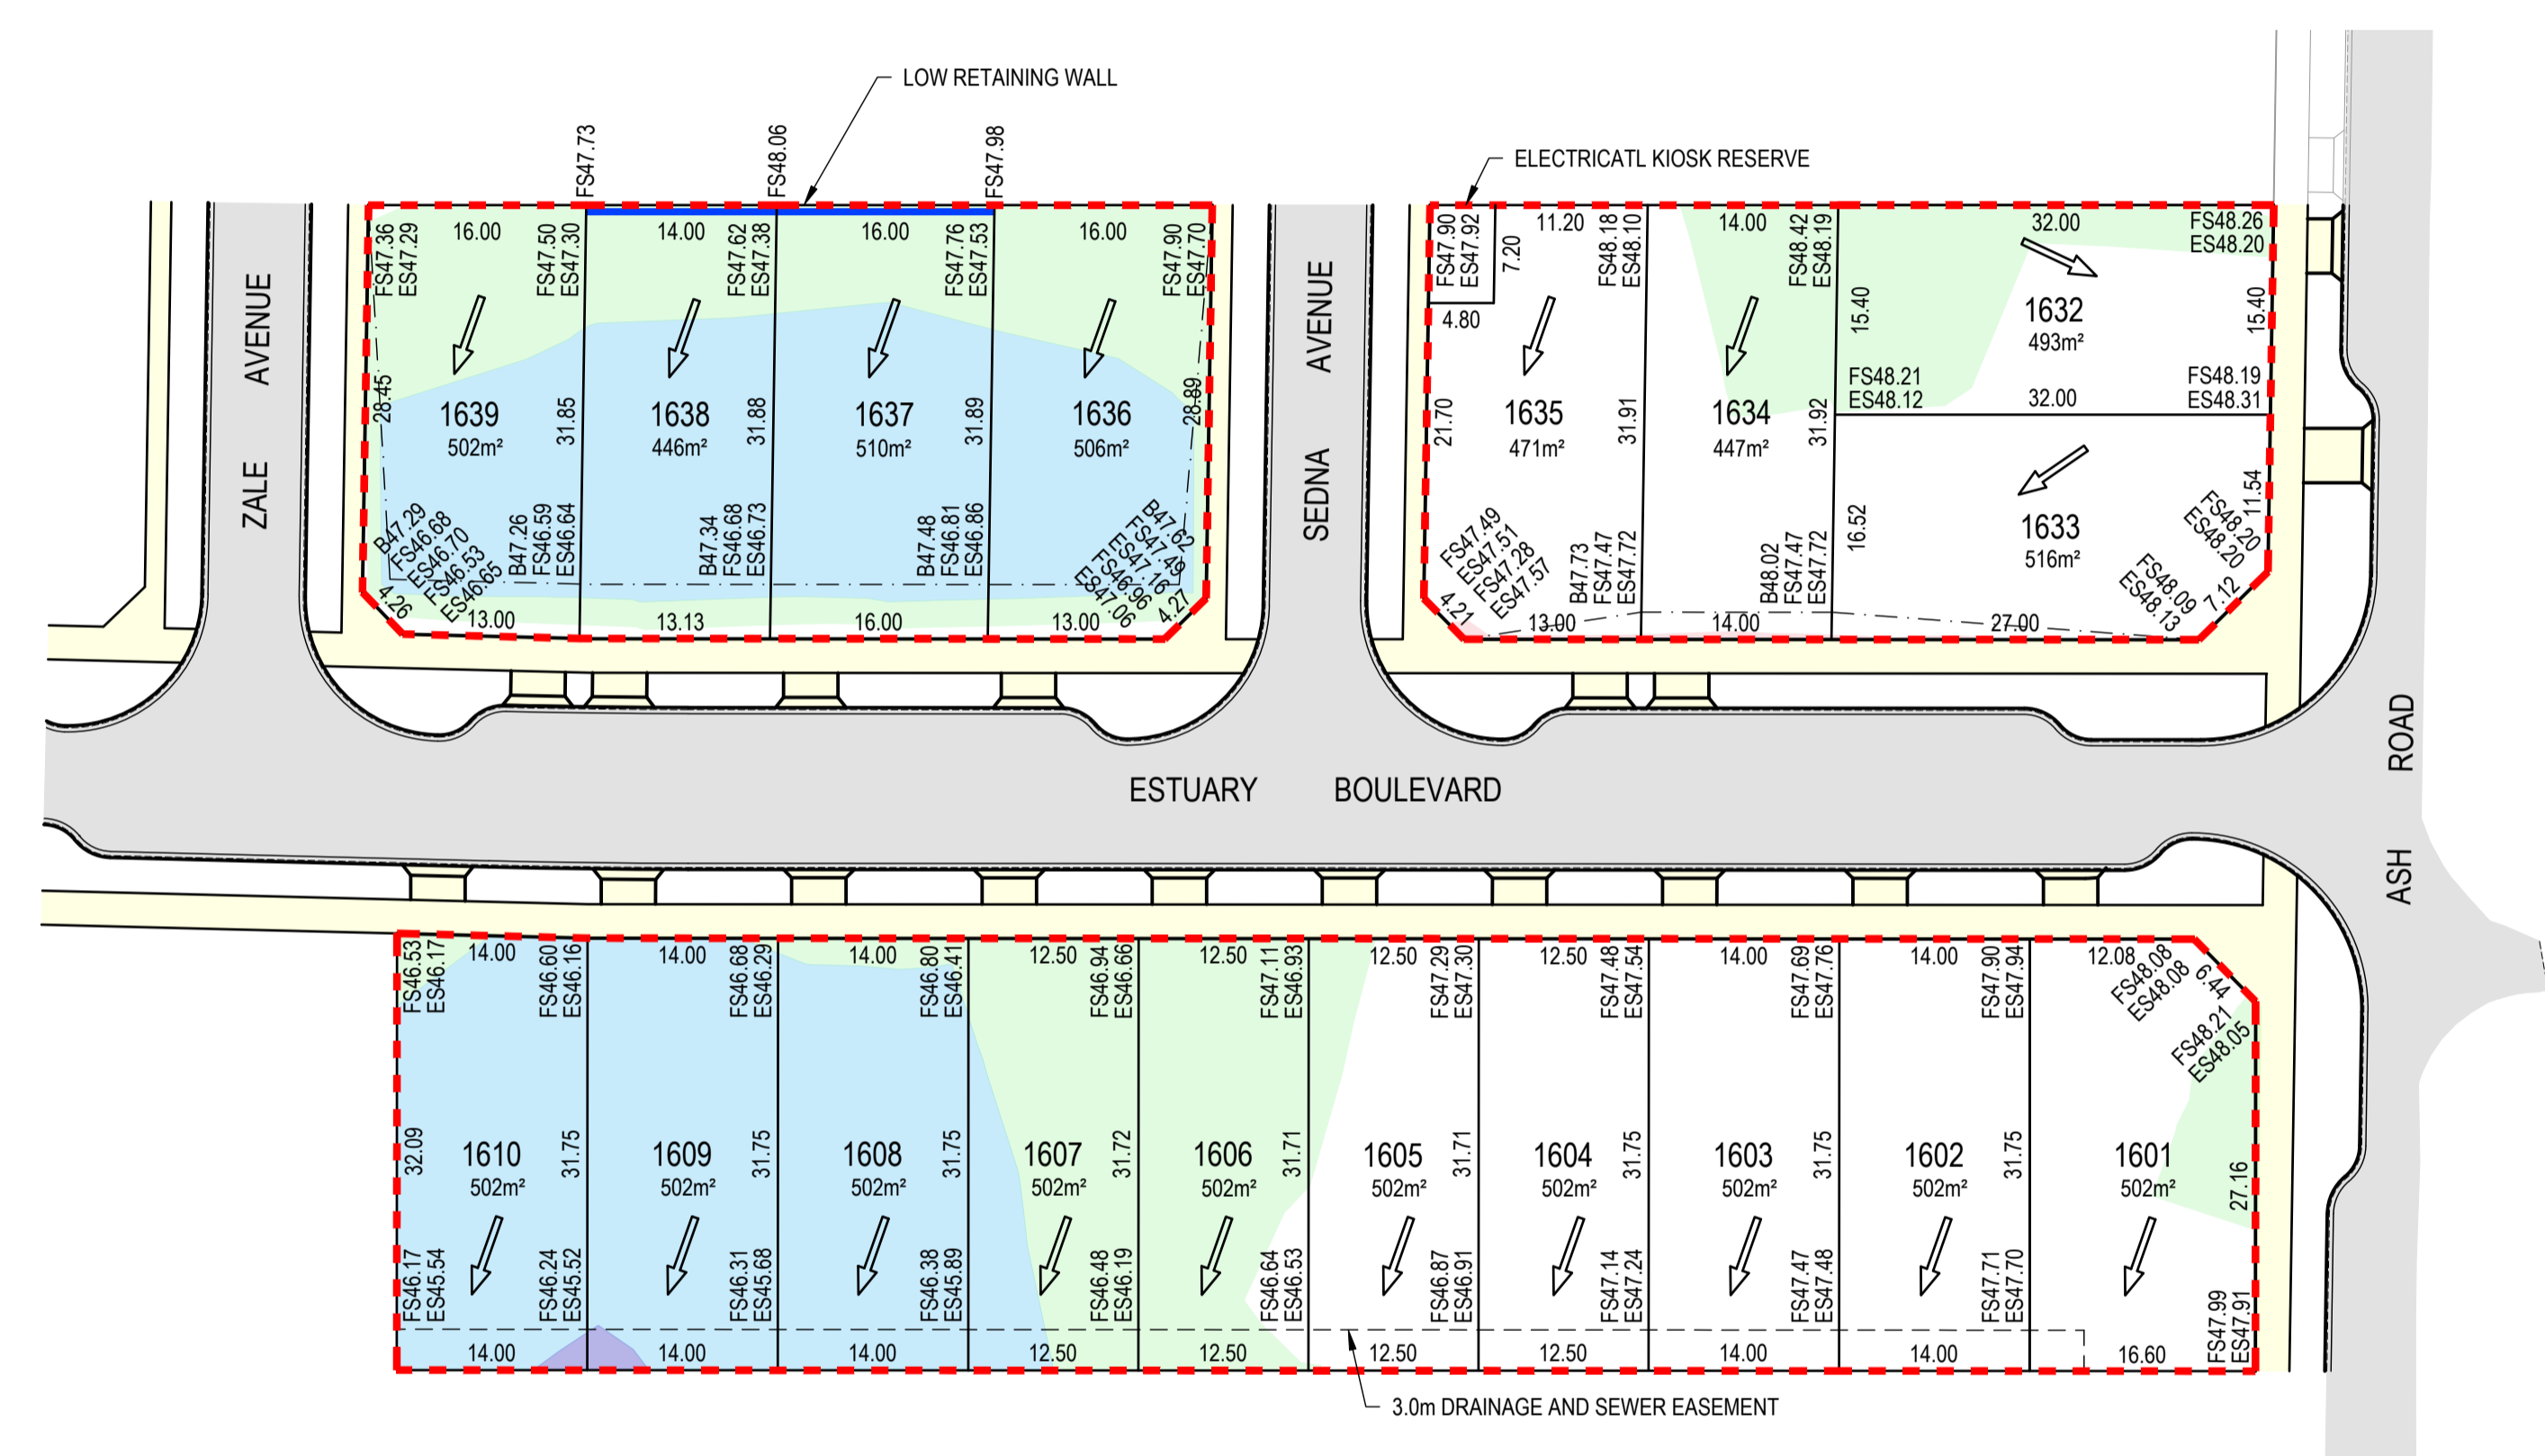 LOW RETAINING WALL
ELECTRICATL KIOSK RESERVE
FS47.73
FS48.06
FS47.98
FS47.36
ES47.29
16.00
FS47.50
ES47.30
14.00
FS47.62
ES47.38
16.00
FS47.76
ES47.53
16.00
FS47.90
ES47.70
28.45
1639
502m²
31.85
1638
446m²
31.88
1637
510m²
31.89
1636
506m²
28.89
B47.29
FS46.68
ES46.70
FS46.53
ES46.65
4.26
13.00
B47.26
FS46.59
ES46.64
13.13
B47.34
FS46.68
ES46.73
16.00
B47.48
FS46.81
ES46.86
13.00
B47.62
FS47.49
ES47.16
FS46.96
ES47.06
4.27
ZALE AVENUE
SEDNA AVENUE
FS47.90
ES47.92
7.20
4.80
11.20
FS48.18
ES48.10
14.00
FS48.42
ES48.19
32.00
FS48.26
ES48.20
15.40
1632
493m²
15.40
FS48.21
ES48.12
32.00
FS48.19
ES48.31
21.70
1635
471m²
31.91
1634
447m²
31.92
16.52
1633
516m²
11.54
FS48.20
ES48.20
FS48.09
ES48.13
7.12
FS47.49
ES47.51
FS47.28
ES47.57
4.21
13.00
B47.73
FS47.47
ES47.72
14.00
B48.02
FS47.47
ES47.72
27.00
ESTUARY BOULEVARD
ASH ROAD
FS46.53
ES46.17
14.00
FS46.60
ES46.16
14.00
FS46.68
ES46.29
14.00
FS46.80
ES46.41
12.50
FS46.94
ES46.66
12.50
FS47.11
ES46.93
12.50
FS47.29
ES47.30
12.50
FS47.48
ES47.54
14.00
FS47.69
ES47.76
14.00
FS47.90
ES47.94
12.08
FS48.08
ES48.08
6.44
FS48.21
ES48.05
32.09
1610
502m²
31.75
1609
502m²
31.75
1608
502m²
31.75
1607
502m²
31.72
1606
502m²
31.71
1605
502m²
31.71
1604
502m²
31.75
1603
502m²
31.75
1602
502m²
31.75
1601
502m²
27.16
FS46.17
ES45.54
FS46.24
ES45.52
FS46.31
ES45.68
FS46.38
ES45.89
FS46.48
ES46.19
FS46.64
ES46.53
FS46.87
ES46.91
FS47.14
ES47.24
FS47.47
ES47.48
FS47.71
ES47.70
FS47.99
ES47.91
14.00
14.00
14.00
12.50
12.50
12.50
12.50
14.00
14.00
16.60
3.0m DRAINAGE AND SEWER EASEMENT